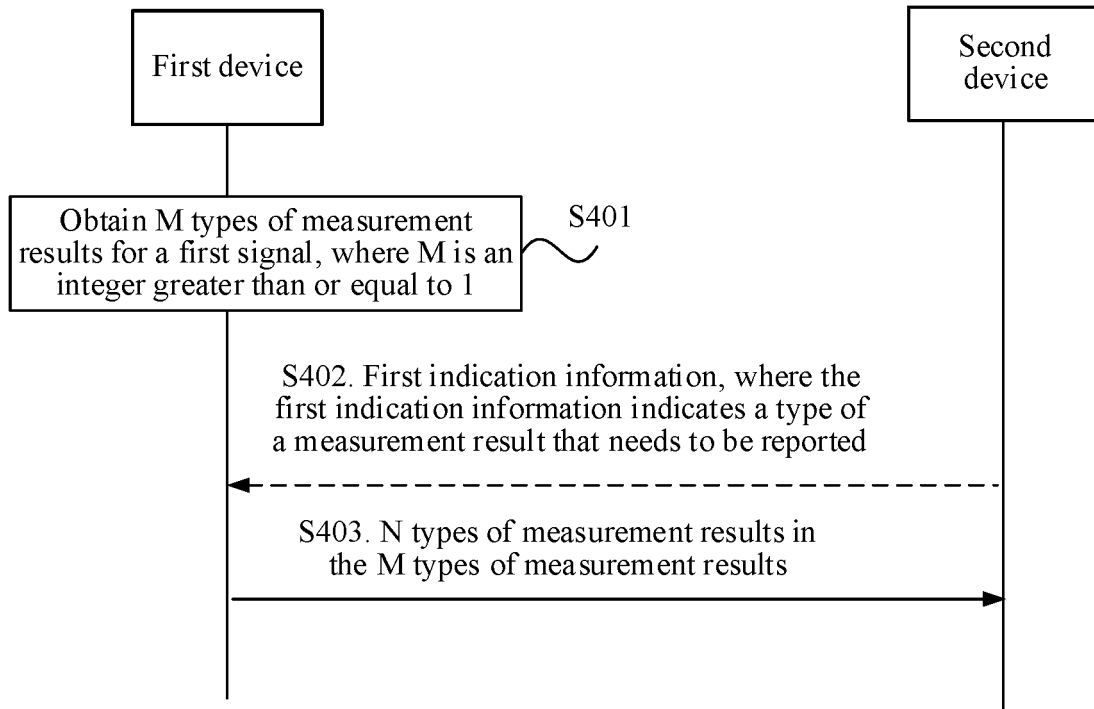 First device
Second
device
Obtain M types of measurement
results for a first signal, where M is an
integer greater than or equal to 1
S401
S402. First indication information, where the
first indication information indicates a type of
a measurement result that needs to be reported
S403. N types of measurement results in
the M types of measurement results